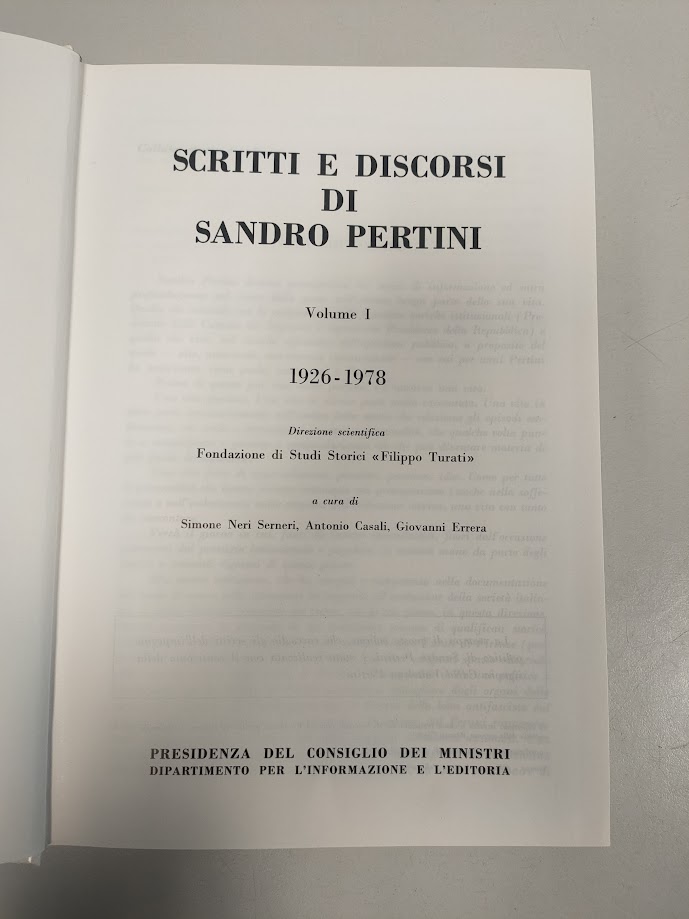 SCRITTI E DISCORSI
DI
SANDRO PERTINI
Volume I
1926-1978
Direzione scientifica
Fondazione di Studi Storici «Filippo Turati»
a cura di
Simone Neri Serneri, Antonio Casali, Giovanni Errera
PRESIDENZA DEL CONSIGLIO DEI MINISTRI
DIPARTIMENTO PER L'INFORMAZIONE E L'EDITORIA